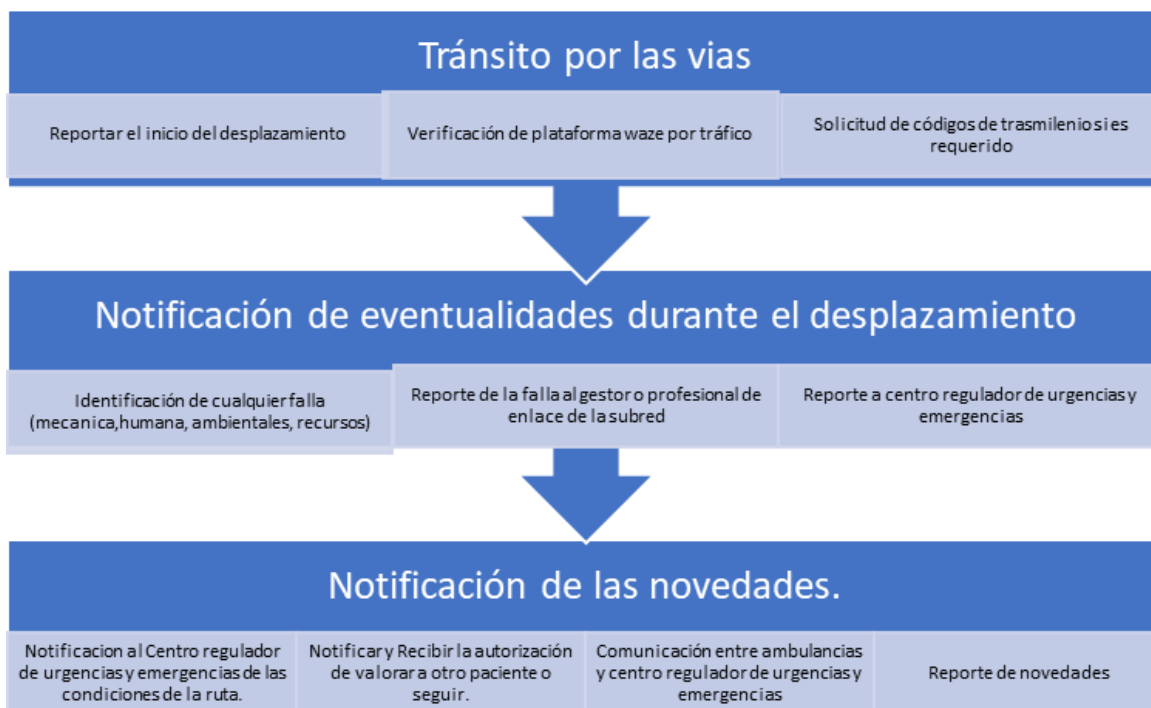 Tránsito por las vias
Reportar el inicio del desplazamiento
Verificación de plataforma waze por tráfico
Solicitud de códigos de trasmilenio si es
requerido
Notificación de eventualidades durante el desplazamiento
Identificación de cualquier falla
(mecanica,humana, ambientales, recursos)
Reporte de la falla al gestor o profesional de
enlace de la subred
Reporte a centro regulador de urgencias y
emergencias
Notificación de las novedades.
Notificacion al Centro regulador
de urgencias y emergencias de las
condiciones de la ruta.
Notificar y Recibir la autorización
de valorar a otro paciente o
seguir.
Comunicación entre ambulancias
y centro regulador de urgencias y
emergencias
Reporte de novedades